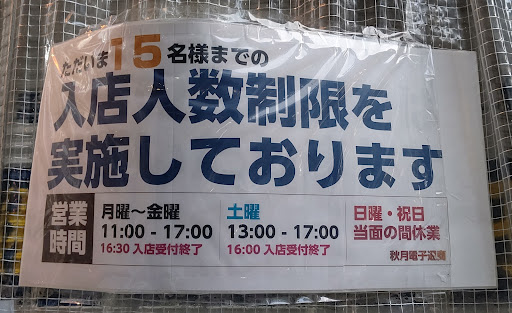 ただいま15名様までの
入店人数制限を
実施しております
営業時間
月曜～金曜
11:00 - 17:00
16:30 入店受付終了
土曜
13:00 - 17:00
16:00 入店受付終了
日曜・祝日
当面の間休業
秋月電子通商